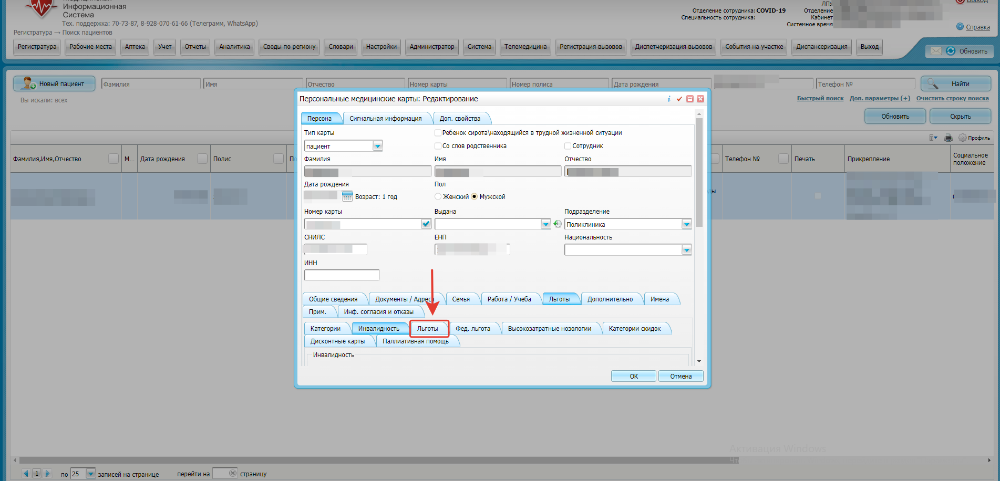 Информационная
Система
Тех. поддержка: 70-73-87, 8-928-070-61-66 (Телеграмм, WhatsApp)
Регистратура → Поиск пациентов
ЛПУ
Отделение сотрудника: COVID-19 Отделение
Специальность сотрудника: Кабинет
Системное время
Выход
Справка
Регистратура Рабочие места Аптека Учет Отчеты Аналитика Своды по региону Словари Настройки Администратор Система Телемедицина Регистрация вызовов Диспетчеризация вызовов События на участке Диспансеризация Выход
Обновить
Новый пациент Фамилия Имя Отчество Номер карты Номер полиса Дата рождения Телефон № Найти
Вы искали: всех
Быстрый поиск Доп. параметры (+) Очистить строку поиска
Обновить Скрыть
Профиль
Фамилия,Имя,Отчество М... Дата рождения Полис Телефон № Печать Прикрепление Социальное положение
Персональные медицинские карты: Редактирование
Персона Сигнальная информация Доп. свойства
Тип карты
Ребенок сирота\находящийся в трудной жизненной ситуации
пациент
Со слов родственника Сотрудник
Фамилия Имя Отчество
Дата рождения Пол
Возраст: 1 год Женский Мужской
Номер карты Выдана Подразделение
Поликлиника
СНИЛС ЕНП Национальность
ИНН
Общие сведения Документы / Адреса Семья Работа / Учеба Льготы Дополнительно Имена
Прим. Инф. согласия и отказы
Категории Инвалидность Льготы Фед. льгота Высокозатратные нозологии Категории скидок
Дисконтные карты Паллиативная помощь
Инвалидность
ОК Отмена
Активация Windows
1 по 25 записей на странице перейти на страницу